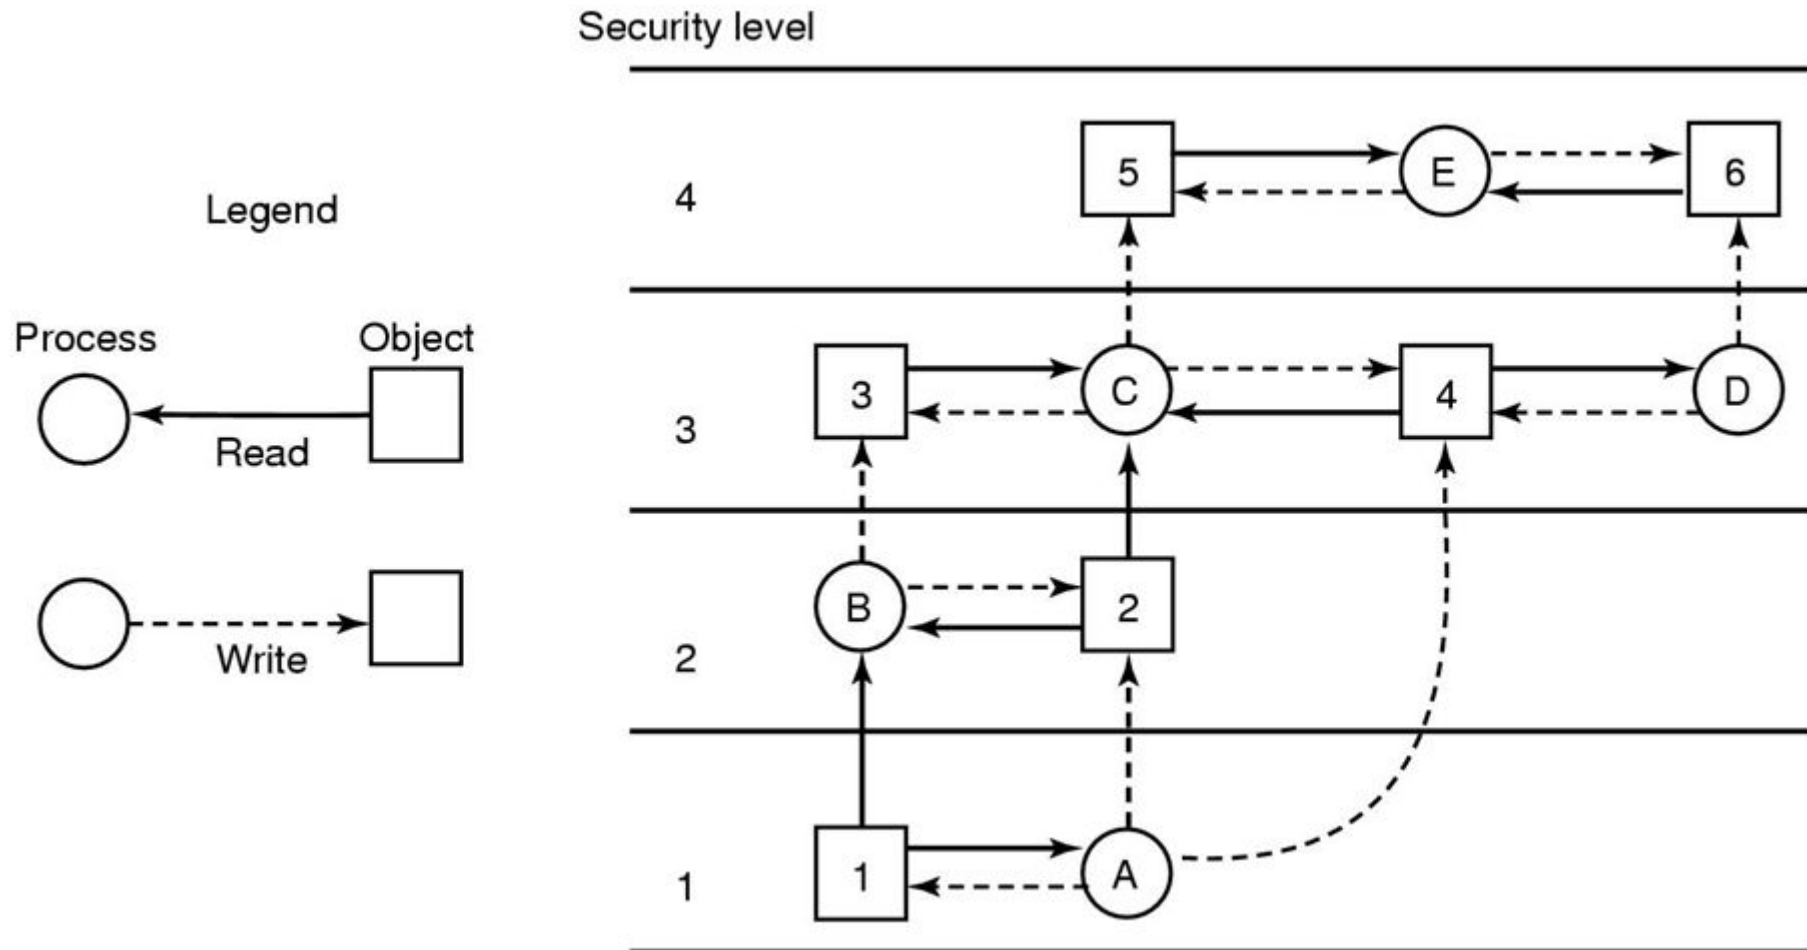 Security level
Legend
Process Object
Read
Write
4
5 E 6
3
3 C 4 D
2
B 2
1
1 A